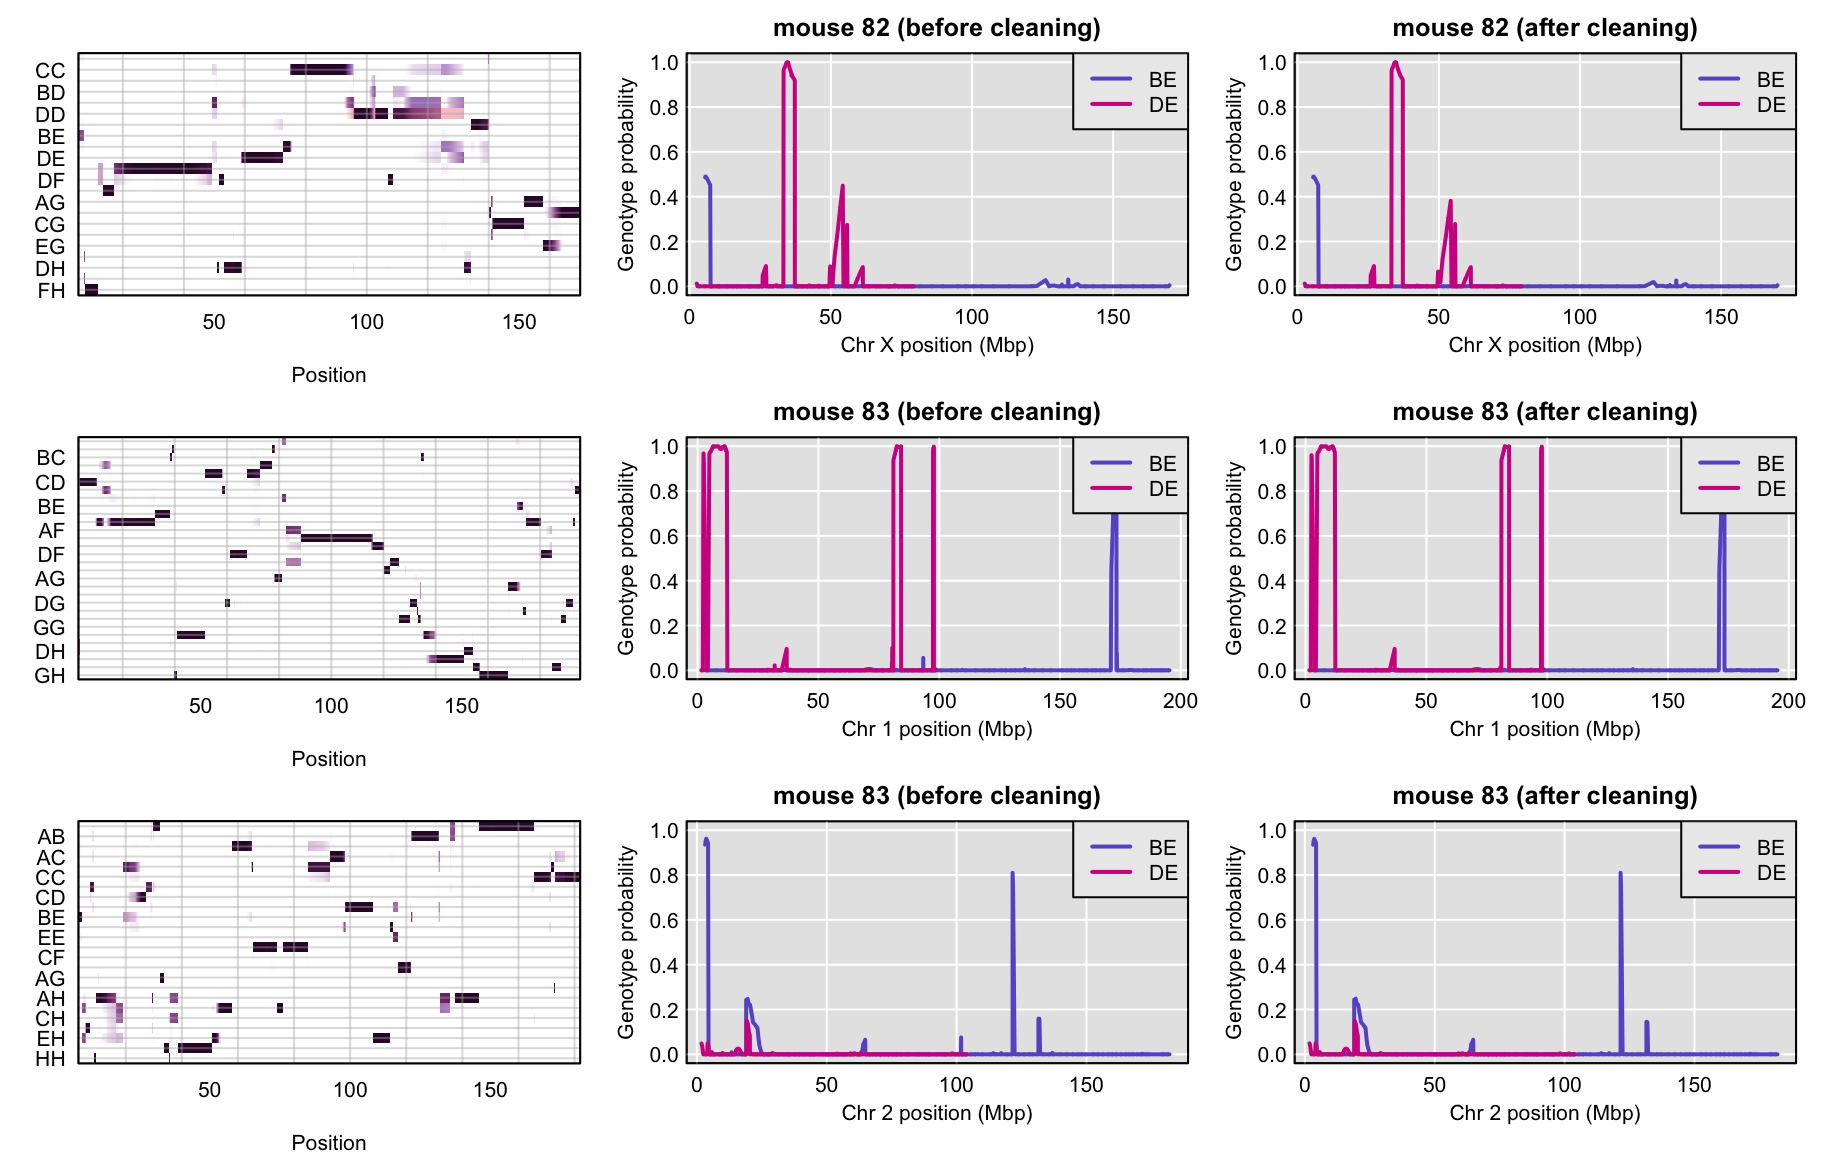 CC
BD
DD
BE
DE
DF
AG
CG
EG
DH
FH
50 100 150
Position
mouse 82 (before cleaning)
Genotype probability
1.0
0.8
0.6
0.4
0.2
0.0
BE
DE
0 50 100 150
Chr X position (Mbp)
mouse 82 (after cleaning)
Genotype probability
1.0
0.8
0.6
0.4
0.2
0.0
BE
DE
0 50 100 150
Chr X position (Mbp)
BC
CD
BE
AF
DF
AG
DG
GG
DH
GH
50 100 150
Position
mouse 83 (before cleaning)
Genotype probability
1.0
0.8
0.6
0.4
0.2
0.0
BE
DE
0 50 100 150 200
Chr 1 position (Mbp)
mouse 83 (after cleaning)
Genotype probability
1.0
0.8
0.6
0.4
0.2
0.0
BE
DE
0 50 100 150 200
Chr 1 position (Mbp)
AB
AC
CC
CD
BE
EE
CF
AG
AH
CH
EH
HH
50 100 150
Position
mouse 83 (before cleaning)
Genotype probability
1.0
0.8
0.6
0.4
0.2
0.0
BE
DE
0 50 100 150
Chr 2 position (Mbp)
mouse 83 (after cleaning)
Genotype probability
1.0
0.8
0.6
0.4
0.2
0.0
BE
DE
0 50 100 150
Chr 2 position (Mbp)